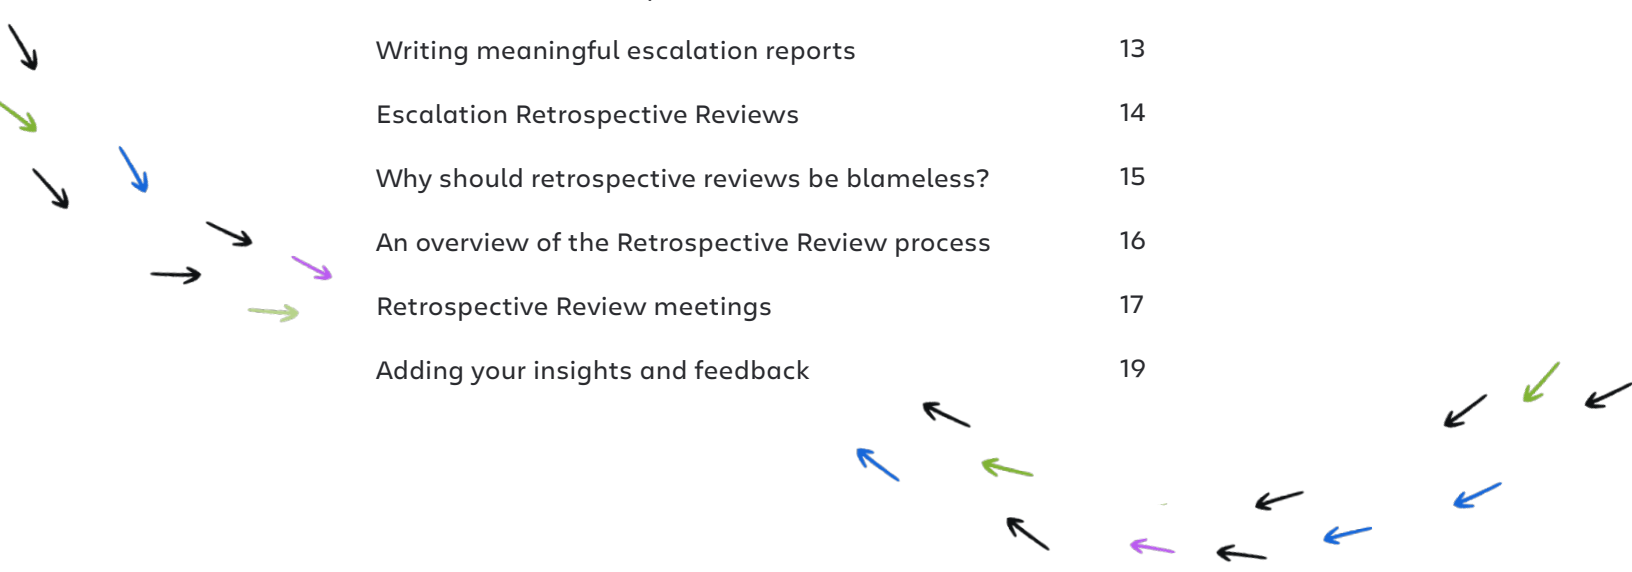 Writing meaningful escalation reports 13
Escalation Retrospective Reviews 14
Why should retrospective reviews be blameless? 15
An overview of the Retrospective Review process 16
Retrospective Review meetings 17
Adding your insights and feedback 19